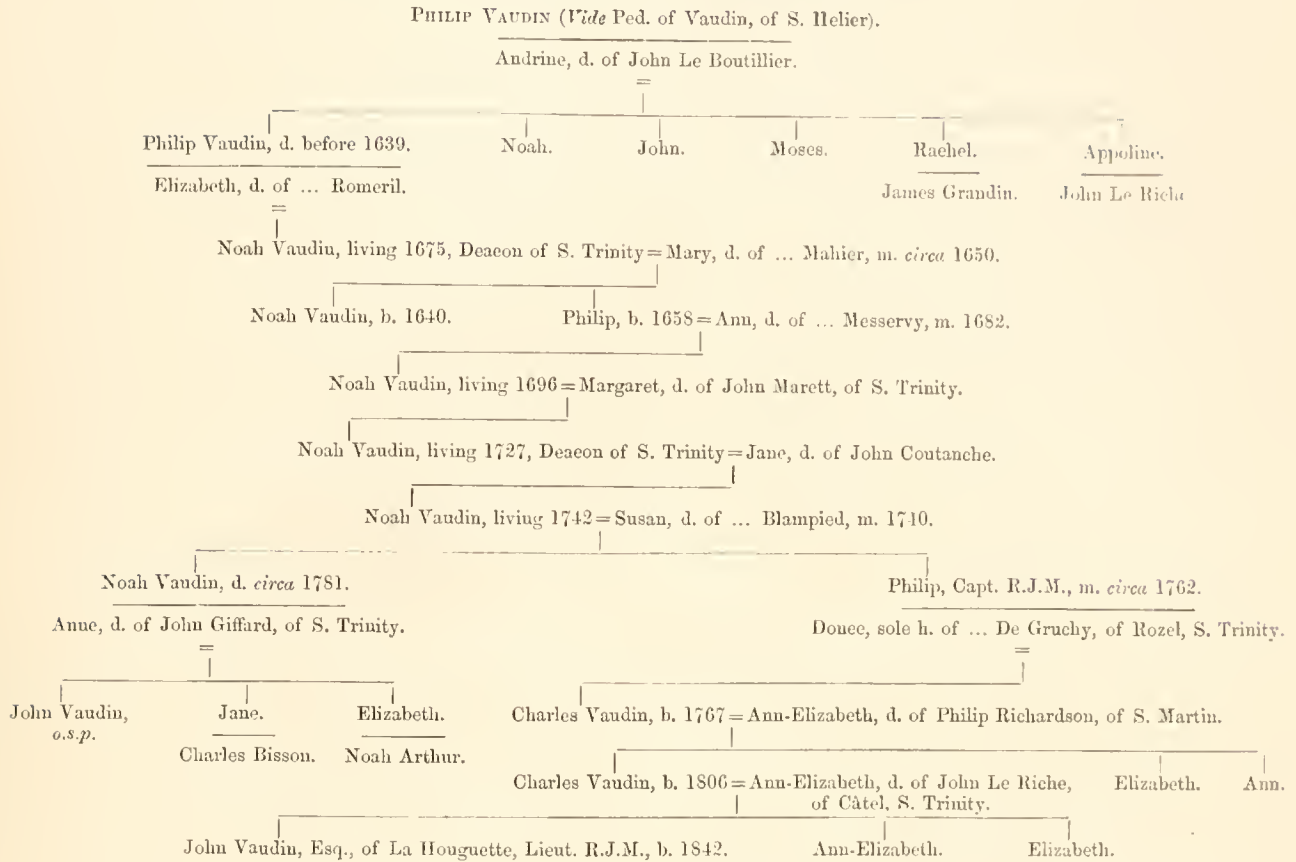 PHILIP VAUDIN (Vide Ped. of Vaudin, of S. Helier).
Andrine, d. of John Le Boutillier.
=
Philip Vaudin, d. before 1639. Noah. John. Moses. Rachel. Appoline.
Elizabeth, d. of ... Romeril. James Grandin. John Le Riche
=
Noah Vaudin, living 1675, Deacon of S. Trinity = Mary, d. of ... Mahier, m. circa 1650.
Noah Vaudin, b. 1640. Philip, b. 1658 = Ann, d. of ... Messervy, m. 1682.
Noah Vaudin, living 1696 = Margaret, d. of John Marett, of S. Trinity.
Noah Vaudin, living 1727, Deacon of S. Trinity = Jane, d. of John Coutanche.
Noah Vaudin, living 1742 = Susan, d. of ... Blampied, m. 1740.
Noah Vaudin, d. circa 1781. Philip, Capt. R.J.M., m. circa 1762.
Anne, d. of John Giffard, of S. Trinity. Douce, sole h. of ... De Gruchy, of Rozel, S. Trinity.
= =
John Vaudin, Jane. Elizabeth. Charles Vaudin, b. 1767 = Ann-Elizabeth, d. of Philip Richardson, of S. Martin.
o.s.p.
Charles Bisson. Noah Arthur.
Charles Vaudin, b. 1806 = Ann-Elizabeth, d. of John Le Riche, Elizabeth. Ann.
of Câtel, S. Trinity.
John Vaudin, Esq., of La Houguette, Lieut. R.J.M., b. 1842. Ann-Elizabeth. Elizabeth.